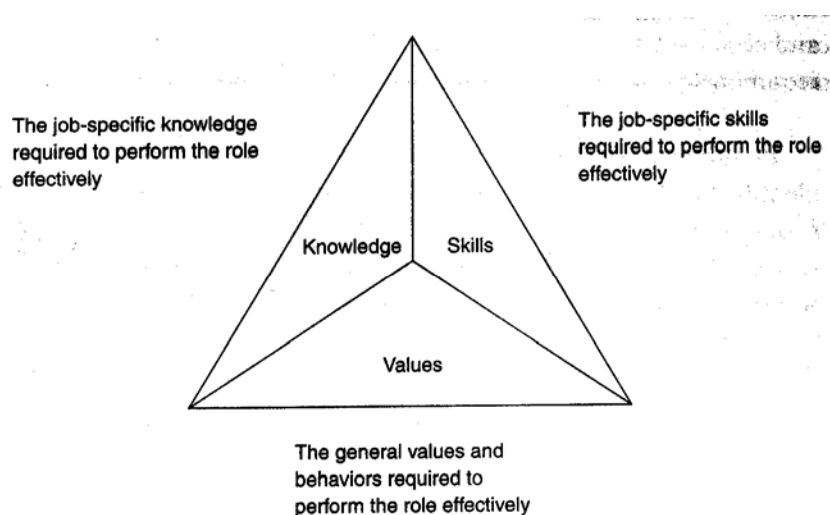 The job-specific knowledge
required to perform the role
effectively
The job-specific skills
required to perform the role
effectively
Knowledge
Skills
Values
The general values and
behaviors required to
perform the role effectively